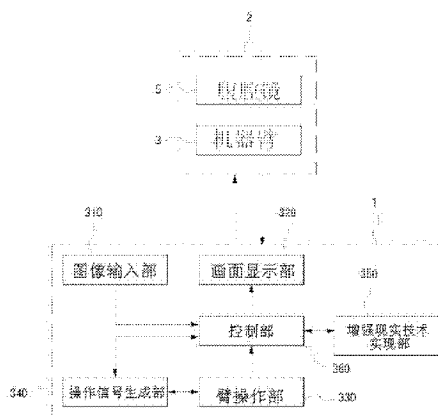 2
5
腹腔镜
3
机器臂
310
320
1
图像输入部
画面显示部
350
控制部
增强现实技术
实现部
360
340
操作信号生成部
臂操作部
330